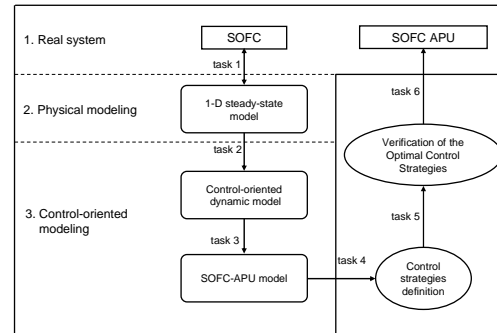 1. Real system
SOFC
SOFC APU
task 1
task 6
2. Physical modeling
1-D steady-state
model
Verification of the
Optimal Control
Strategies
task 2
3. Control-oriented
modeling
Control-oriented
dynamic model
task 5
task 3
SOFC-APU model
task 4
Control
strategies
definition